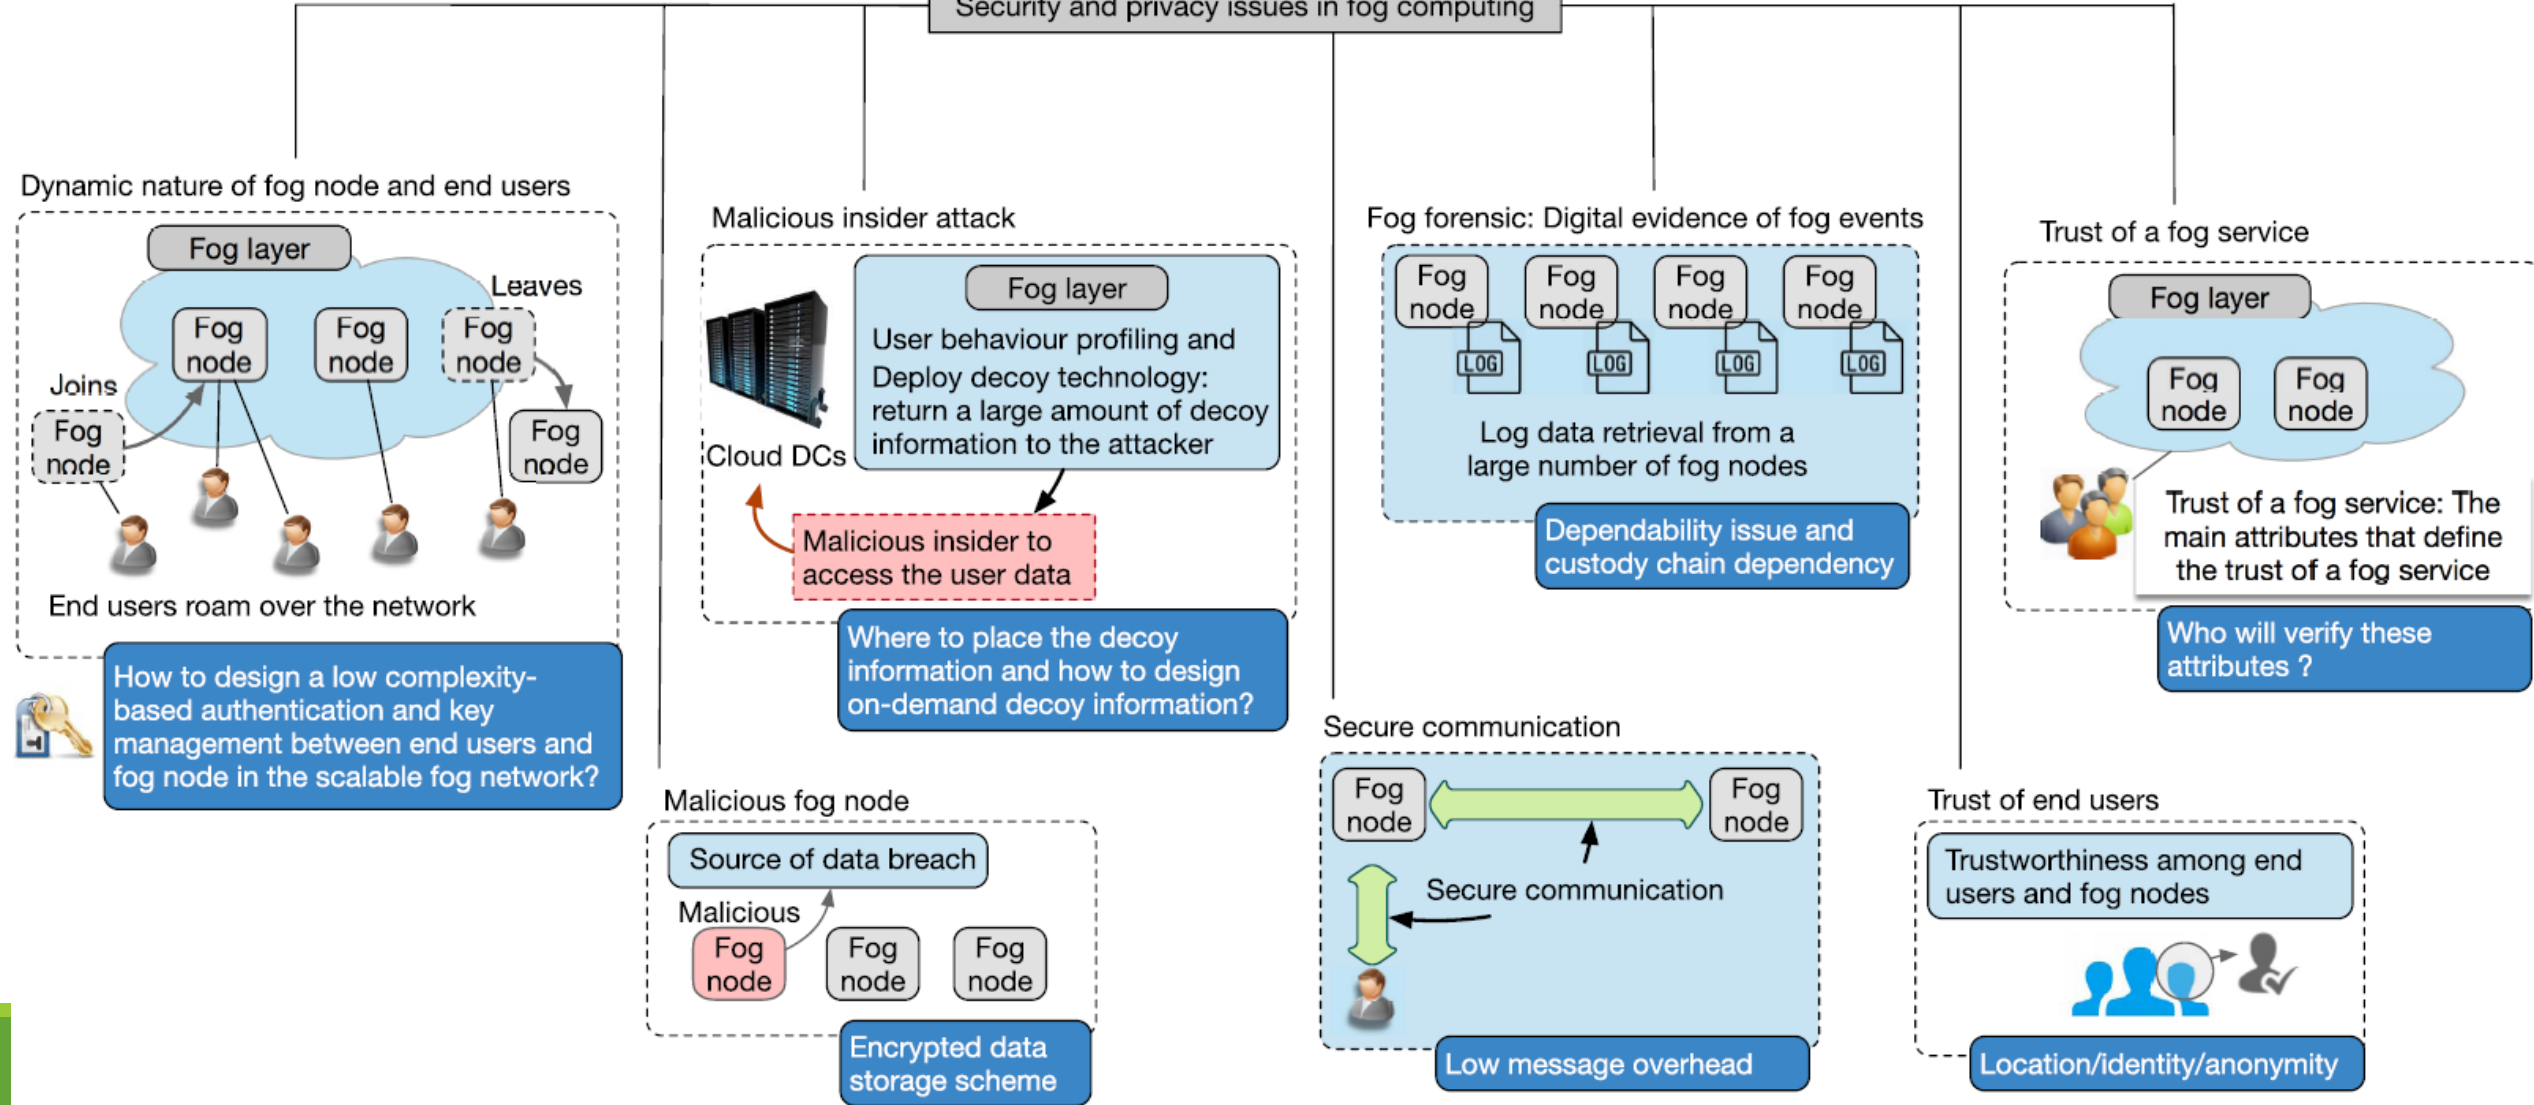 Security and privacy issues in fog computing
Dynamic nature of fog node and end users
Fog layer
Leaves
Fog
node
Fog
node
Fog
node
Joins
Fog
node
Fog
node
End users roam over the network
How to design a low complexity-
based authentication and key
management between end users and
fog node in the scalable fog network?
Malicious insider attack
Fog layer
User behaviour profiling and
Deploy decoy technology:
return a large amount of decoy
information to the attacker
Cloud DCs
Malicious insider to
access the user data
Where to place the decoy
information and how to design
on-demand decoy information?
Malicious fog node
Source of data breach
Malicious
Fog
node
Fog
node
Fog
node
Encrypted data
storage scheme
Fog forensic: Digital evidence of fog events
Fog
node
Fog
node
Fog
node
Fog
node
LOG
LOG
LOG
LOG
Log data retrieval from a
large number of fog nodes
Dependability issue and
custody chain dependency
Secure communication
Fog
node
Fog
node
Secure communication
Low message overhead
Trust of a fog service
Fog layer
Fog
node
Fog
node
Trust of a fog service: The
main attributes that define
the trust of a fog service
Who will verify these
attributes ?
Trust of end users
Trustworthiness among end
users and fog nodes
Location/identity/anonymity